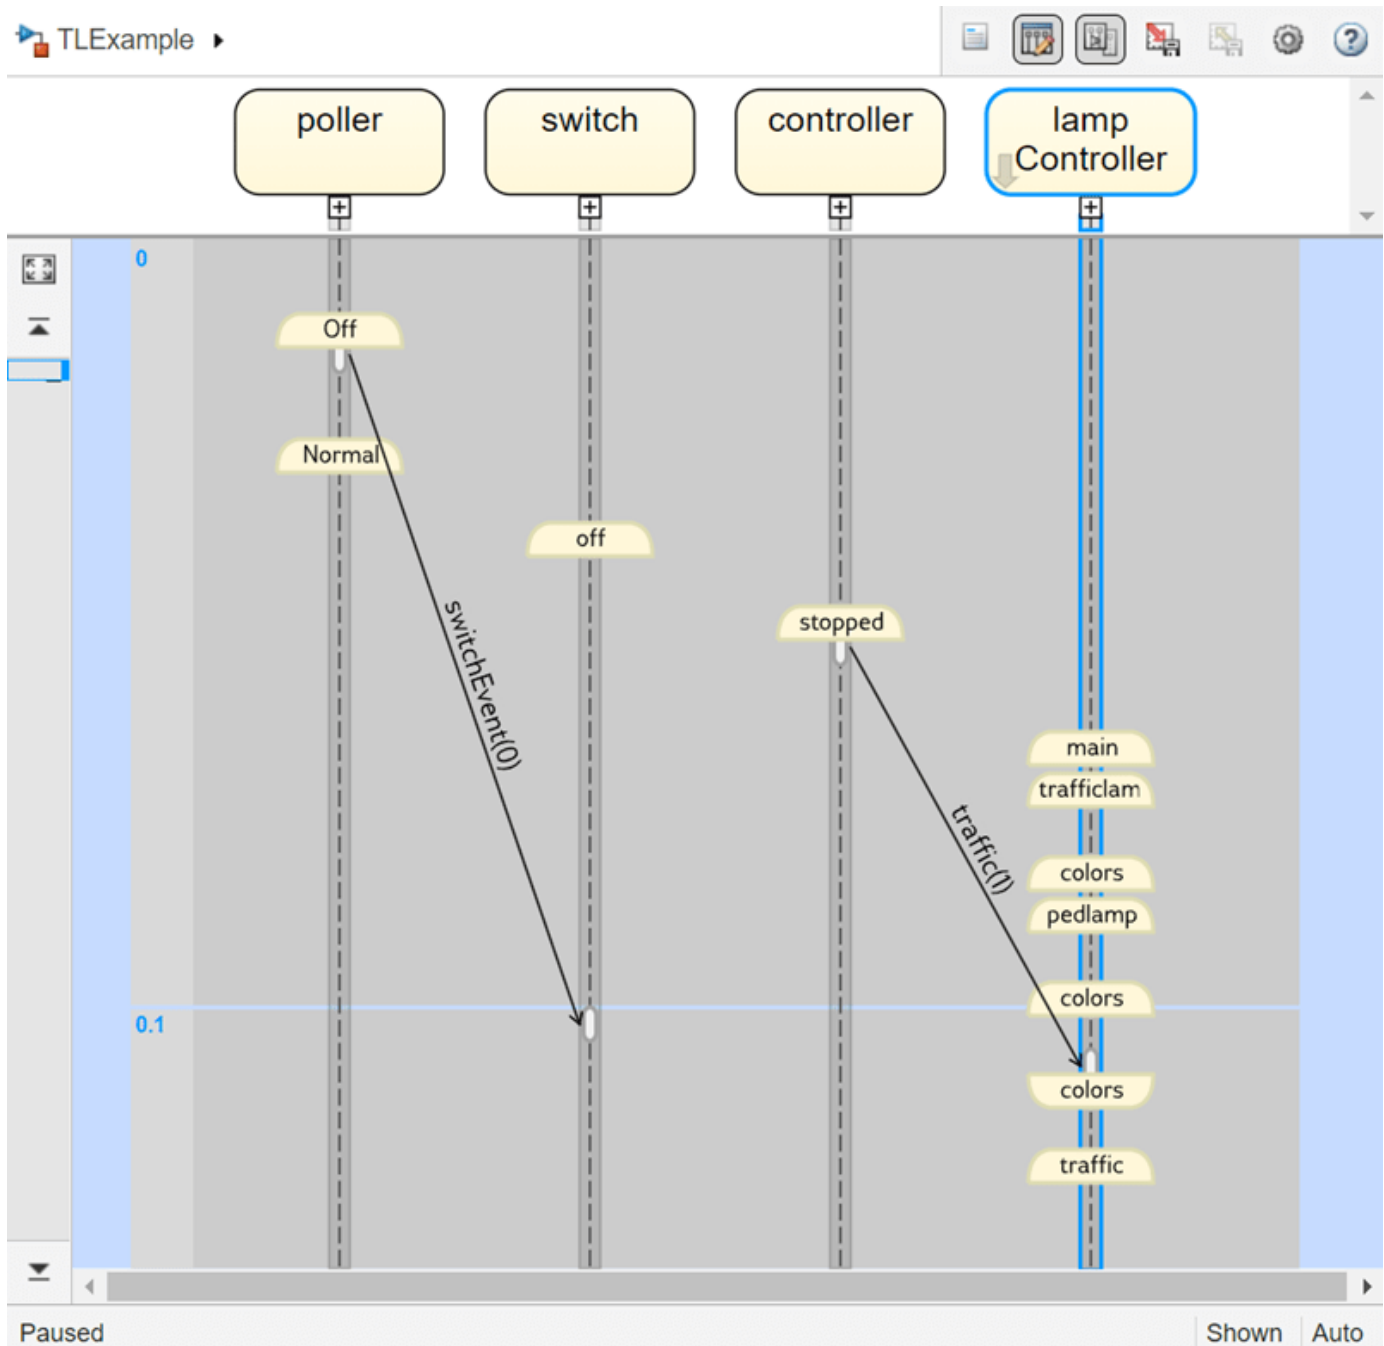 TLExample
poller
switch
controller
lamp
Controller
0
Off
Normal
off
switchEvent(0)
stopped
main
trafficlam
traffic(1)
colors
pedlamp
colors
0.1
colors
traffic
Paused
Shown
Auto